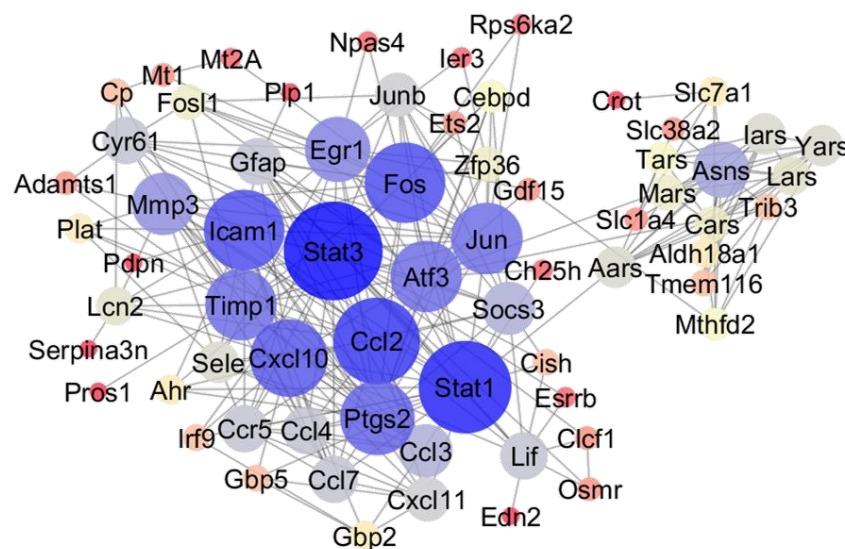 Rps6ka2
Npas4
Mt2A
Ier3
Mt1
Cp
Plp1
Junb
Cebpd
Crot
Slc7a1
Fosl1
Ets2
Slc38a2
Iars
Yars
Cyr61
Egr1
Zfp36
Tars
Asns
Lars
Gfap
Fos
Adamts1
Gdf15
Mars
Mmp3
Slc1a4
Cars
Trib3
Plat
Icam1
Jun
Stat3
Aldh18a1
Pdpn
Atf3
Ch25h
Aars
Tmem116
Lcn2
Timp1
Socs3
Mthfd2
Serpina3n
Ccl2
Sele
Cxcl10
Cish
Pros1
Ahr
Stat1
Esrrb
Ptgs2
Irf9
Ccr5
Ccl4
Clcf1
Ccl3
Lif
Gbp5
Ccl7
Cxcl11
Osmr
Edn2
Gbp2